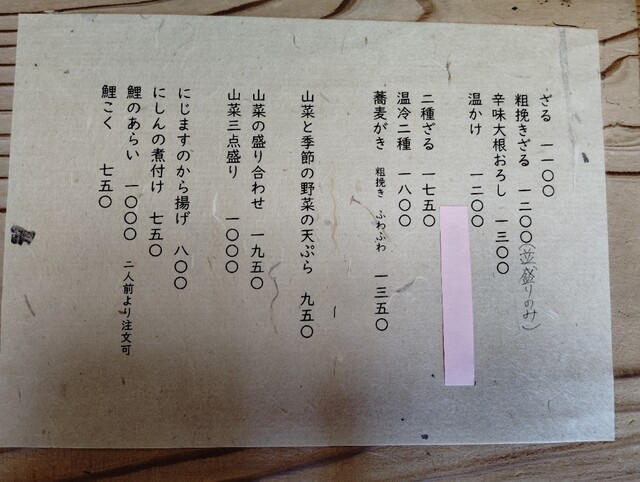 ざる　一一〇〇
粗挽きざる　一二〇〇（並盛りのみ）
辛味大根おろし　一三〇〇
温かけ　一二〇〇
二種ざる　一七五〇
温冷二種　一八〇〇
蕎麦がき　粗挽き　ふわふわ　一三五〇
山菜と季節の野菜の天ぷら　九五〇
山菜の盛り合わせ　一九五〇
山菜三点盛り　一〇〇〇
にじますのから揚げ　八〇〇
にしんの煮付け　七五〇
鯉のあらい　一〇〇〇　二人前より注文可
鯉こく　七五〇